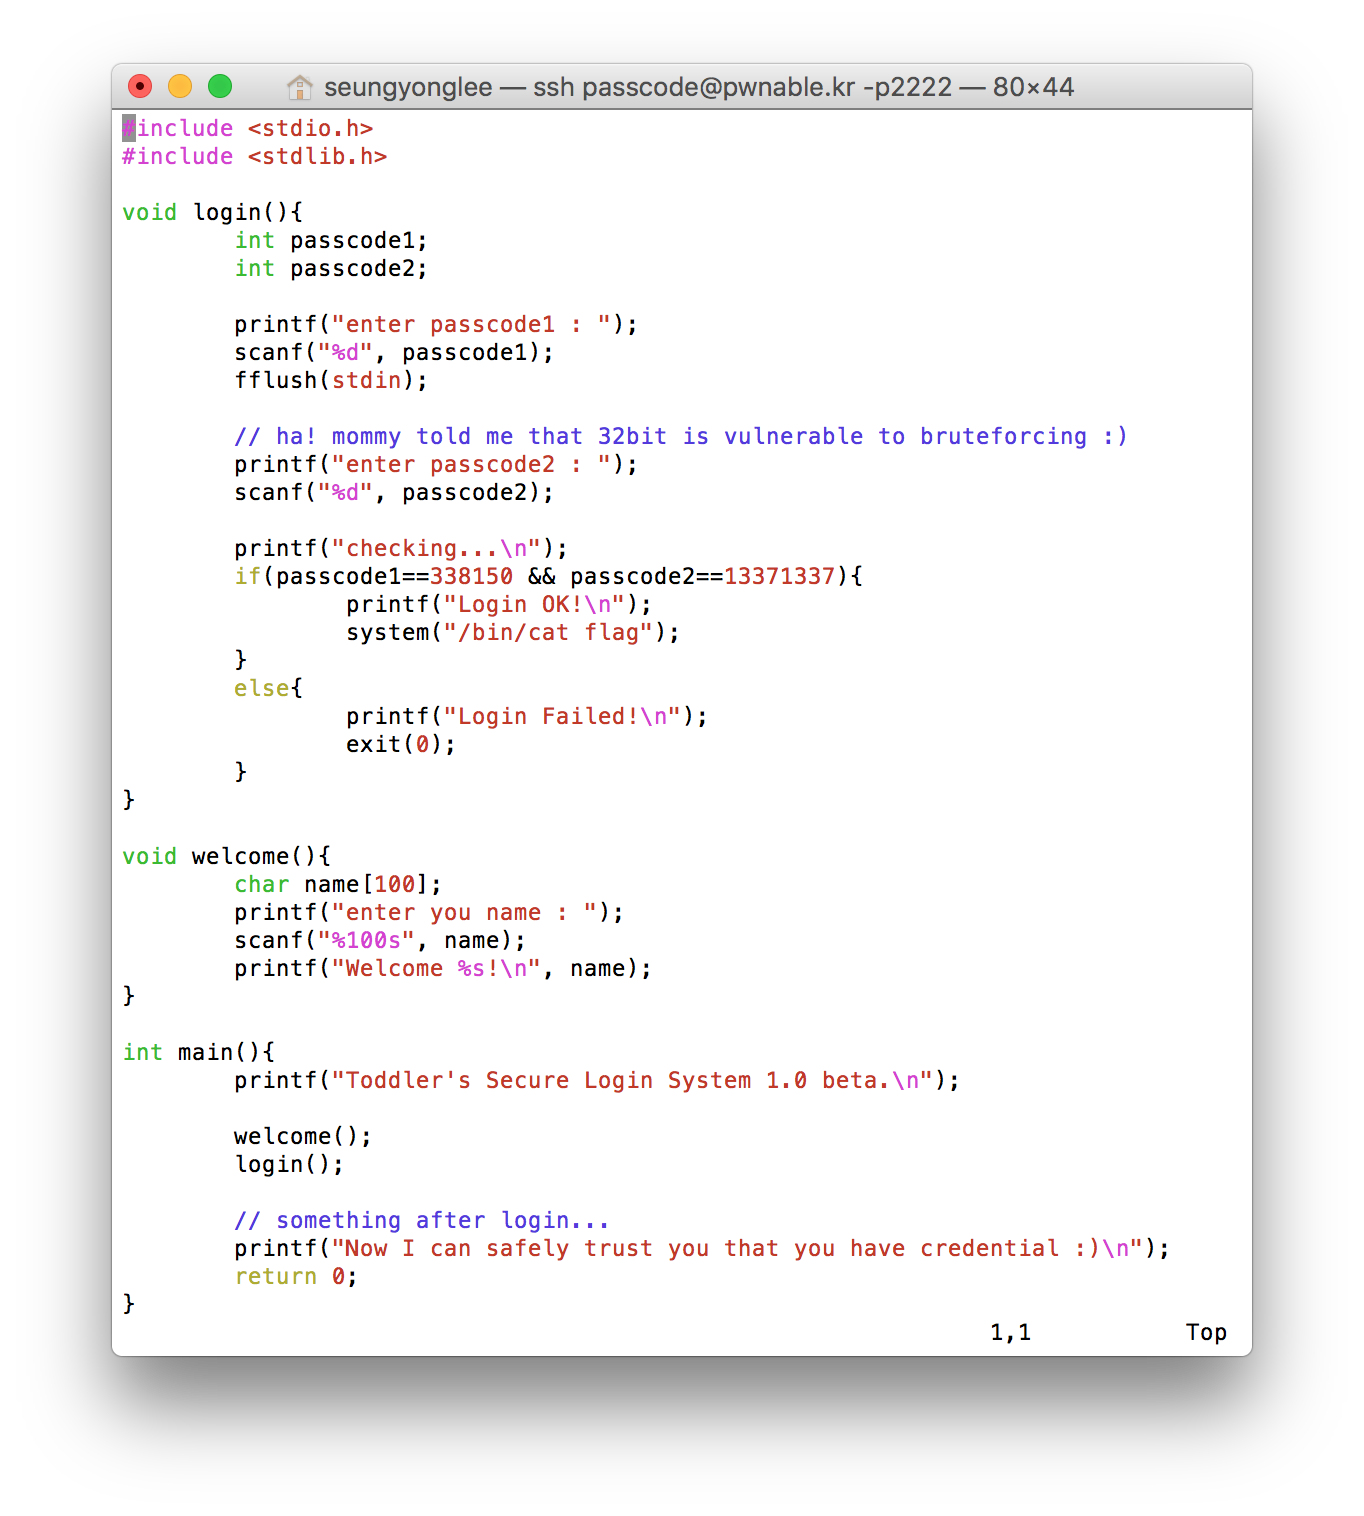 seungyonglee — ssh passcode@pwnable.kr -p2222 — 80×44
#include <stdio.h>
#include <stdlib.h>
void login(){
int passcode1;
int passcode2;
printf("enter passcode1 : ");
scanf("%d", passcode1);
fflush(stdin);
// ha! mommy told me that 32bit is vulnerable to bruteforcing :)
printf("enter passcode2 : ");
scanf("%d", passcode2);
printf("checking...\n");
if(passcode1==338150 && passcode2==13371337){
printf("Login OK!\n");
system("/bin/cat flag");
}
else{
printf("Login Failed!\n");
exit(0);
}
}
void welcome(){
char name[100];
printf("enter you name : ");
scanf("%100s", name);
printf("Welcome %s!\n", name);
}
int main(){
printf("Toddler's Secure Login System 1.0 beta.\n");
welcome();
login();
// something after login...
printf("Now I can safely trust you that you have credential :)\n");
return 0;
}
1,1 Top